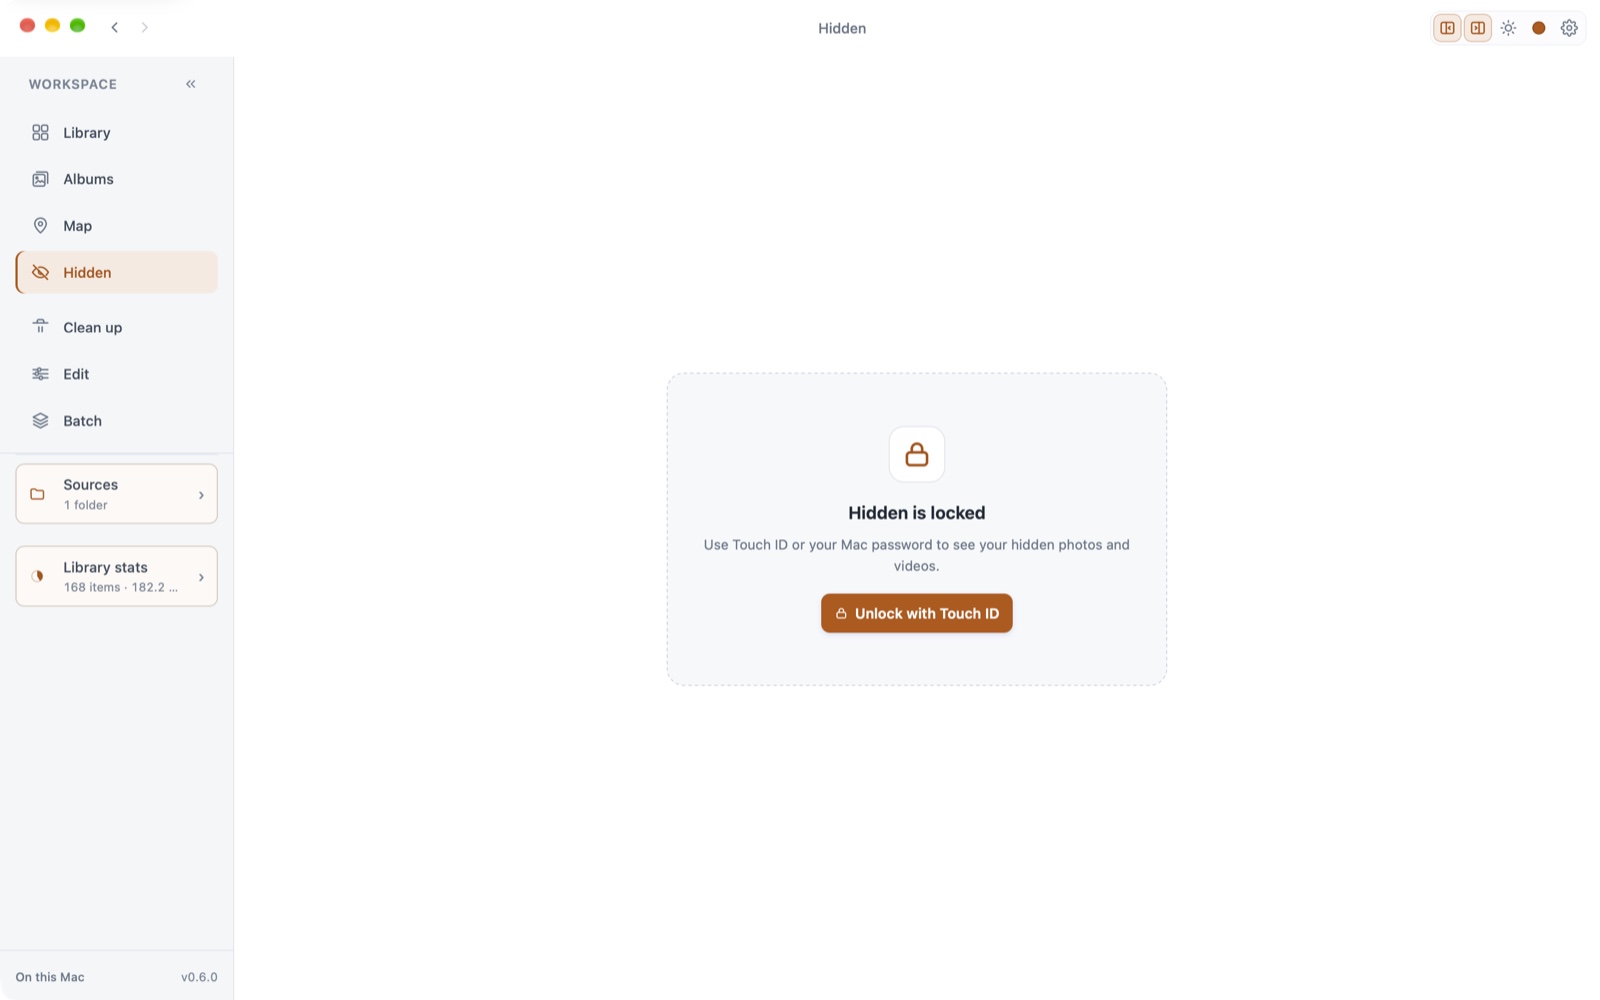 Hidden
WORKSPACE
Library
Albums
Map
Hidden
Clean up
Edit
Batch
Sources
1 folder
Library stats
168 items · 182.2 ...
On this Mac
v0.6.0
Hidden is locked
Use Touch ID or your Mac password to see your hidden photos and
videos.
Unlock with Touch ID